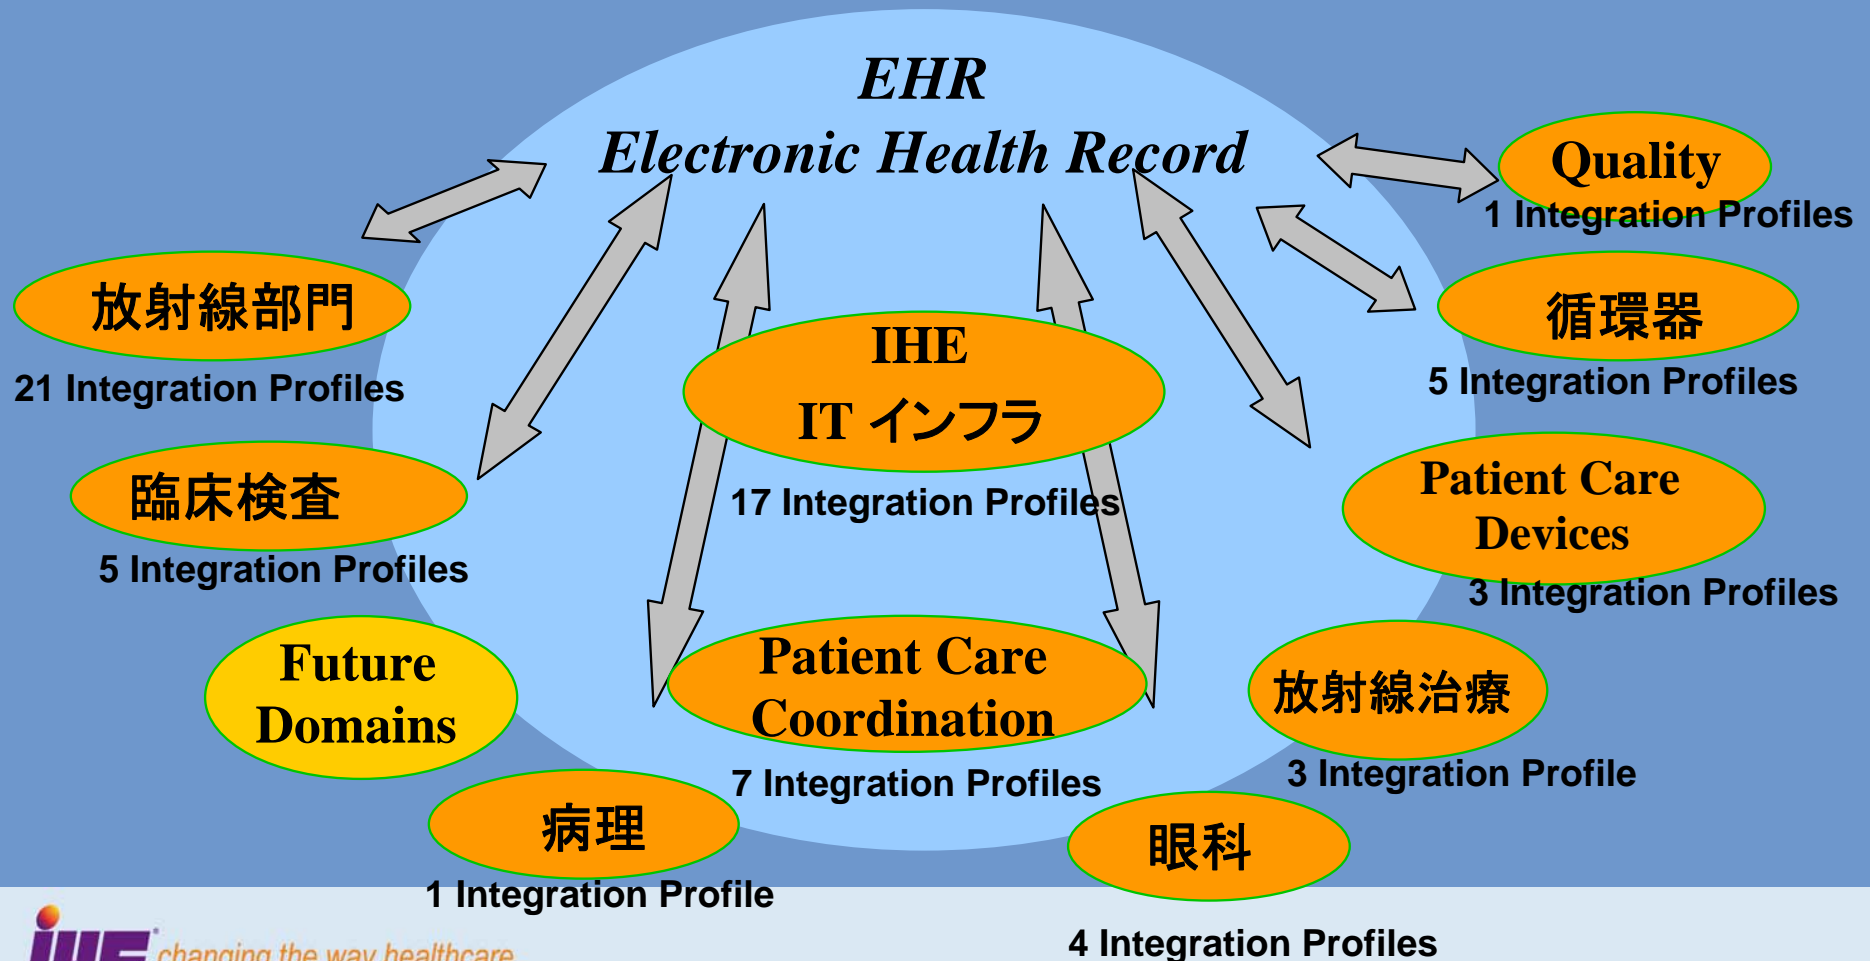 EHR
Electronic Health Record
Quality
1 Integration Profiles
放射線部門
21 Integration Profiles
循環器
5 Integration Profiles
IHE
IT インフラ
17 Integration Profiles
臨床検査
5 Integration Profiles
Patient Care
Devices
3 Integration Profiles
Future
Domains
Patient Care
Coordination
7 Integration Profiles
放射線治療
3 Integration Profile
病理
1 Integration Profile
眼科
4 Integration Profiles
IHE
changing the way healthcare